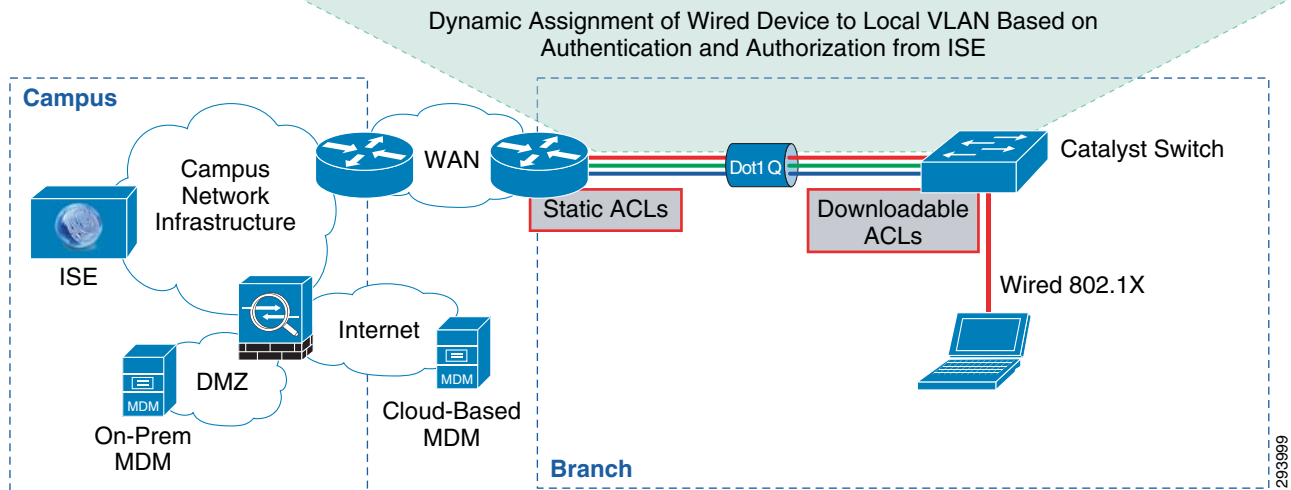 Dynamic Assignment of Wired Device to Local VLAN Based on
Authentication and Authorization from ISE
Campus
Campus
Network
Infrastructure
WAN
Dot1 Q
Catalyst Switch
Static ACLs
Downloadable
ACLs
ISE
Wired 802.1X
Internet
DMZ
MDM
MDM
On-Prem
MDM
Cloud-Based
MDM
Branch
293999